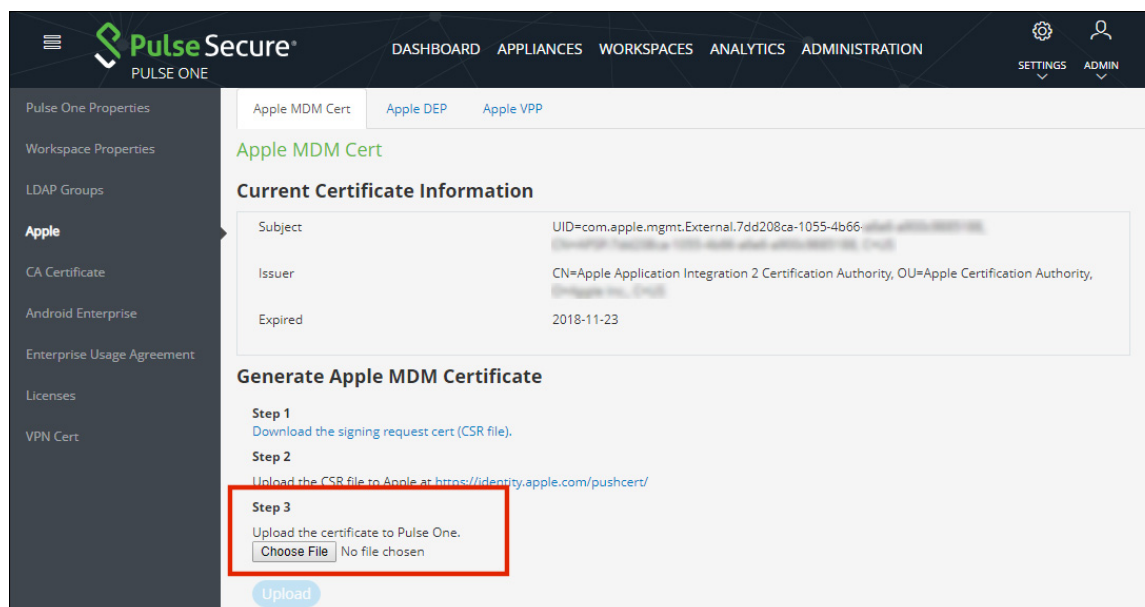 Pulse Secure®
PULSE ONE
DASHBOARD APPLIANCES WORKSPACES ANALYTICS ADMINISTRATION
SETTINGS ADMIN
Pulse One Properties
Workspace Properties
LDAP Groups
Apple
CA Certificate
Android Enterprise
Enterprise Usage Agreement
Licenses
VPN Cert
Apple MDM Cert Apple DEP Apple VPP
Apple MDM Cert
Current Certificate Information
Subject UID=com.apple.mgmt.External.7dd208ca-1055-4b66-
Issuer CN=Apple Application Integration 2 Certification Authority, OU=Apple Certification Authority,
Expired 2018-11-23
Generate Apple MDM Certificate
Step 1
Download the signing request cert (CSR file).
Step 2
Upload the CSR file to Apple at https://identity.apple.com/pushcert/
Step 3
Upload the certificate to Pulse One.
Choose File No file chosen
Upload